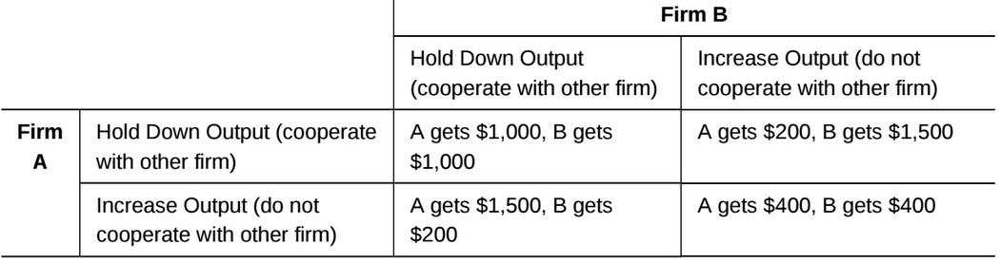 Firm B
Hold Down Output
(cooperate with other firm)
Increase Output (do not
cooperate with other firm)
Firm
A
Hold Down Output (cooperate
with other firm)
A gets $1,000, B gets
$1,000
A gets $200, B gets $1,500
Increase Output (do not
cooperate with other firm)
A gets $1,500, B gets
$200
A gets $400, B gets $400